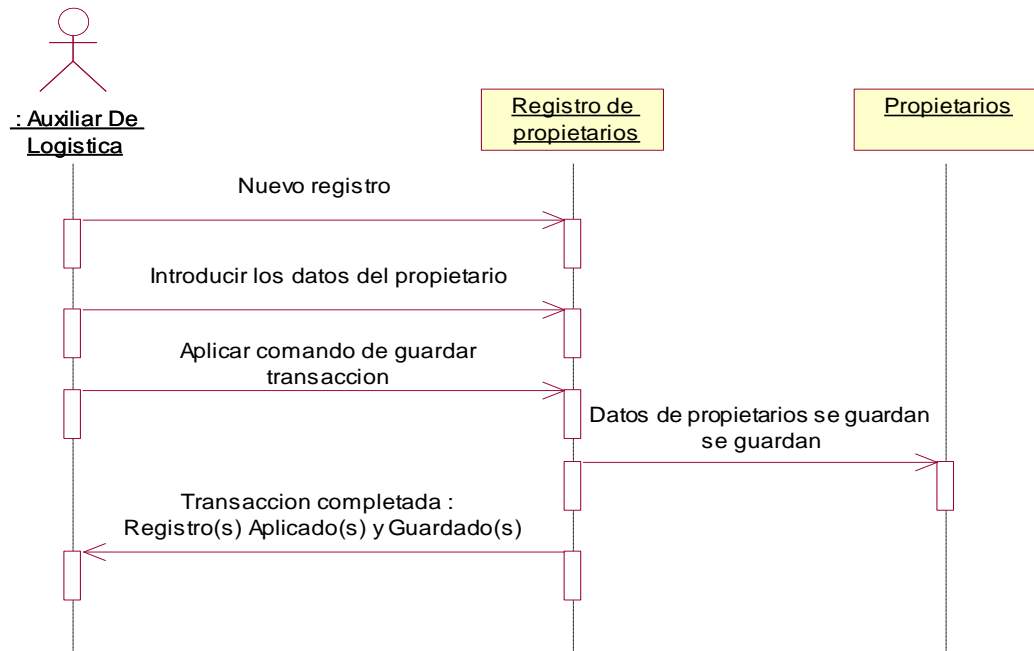 : Auxiliar De
Logistica
Registro de
propietarios
Propietarios
Nuevo registro
Introducir los datos del propietario
Aplicar comando de guardar
transaccion
Datos de propietarios se guardan
se guardan
Transaccion completada :
Registro(s) Aplicado(s) y Guardado(s)